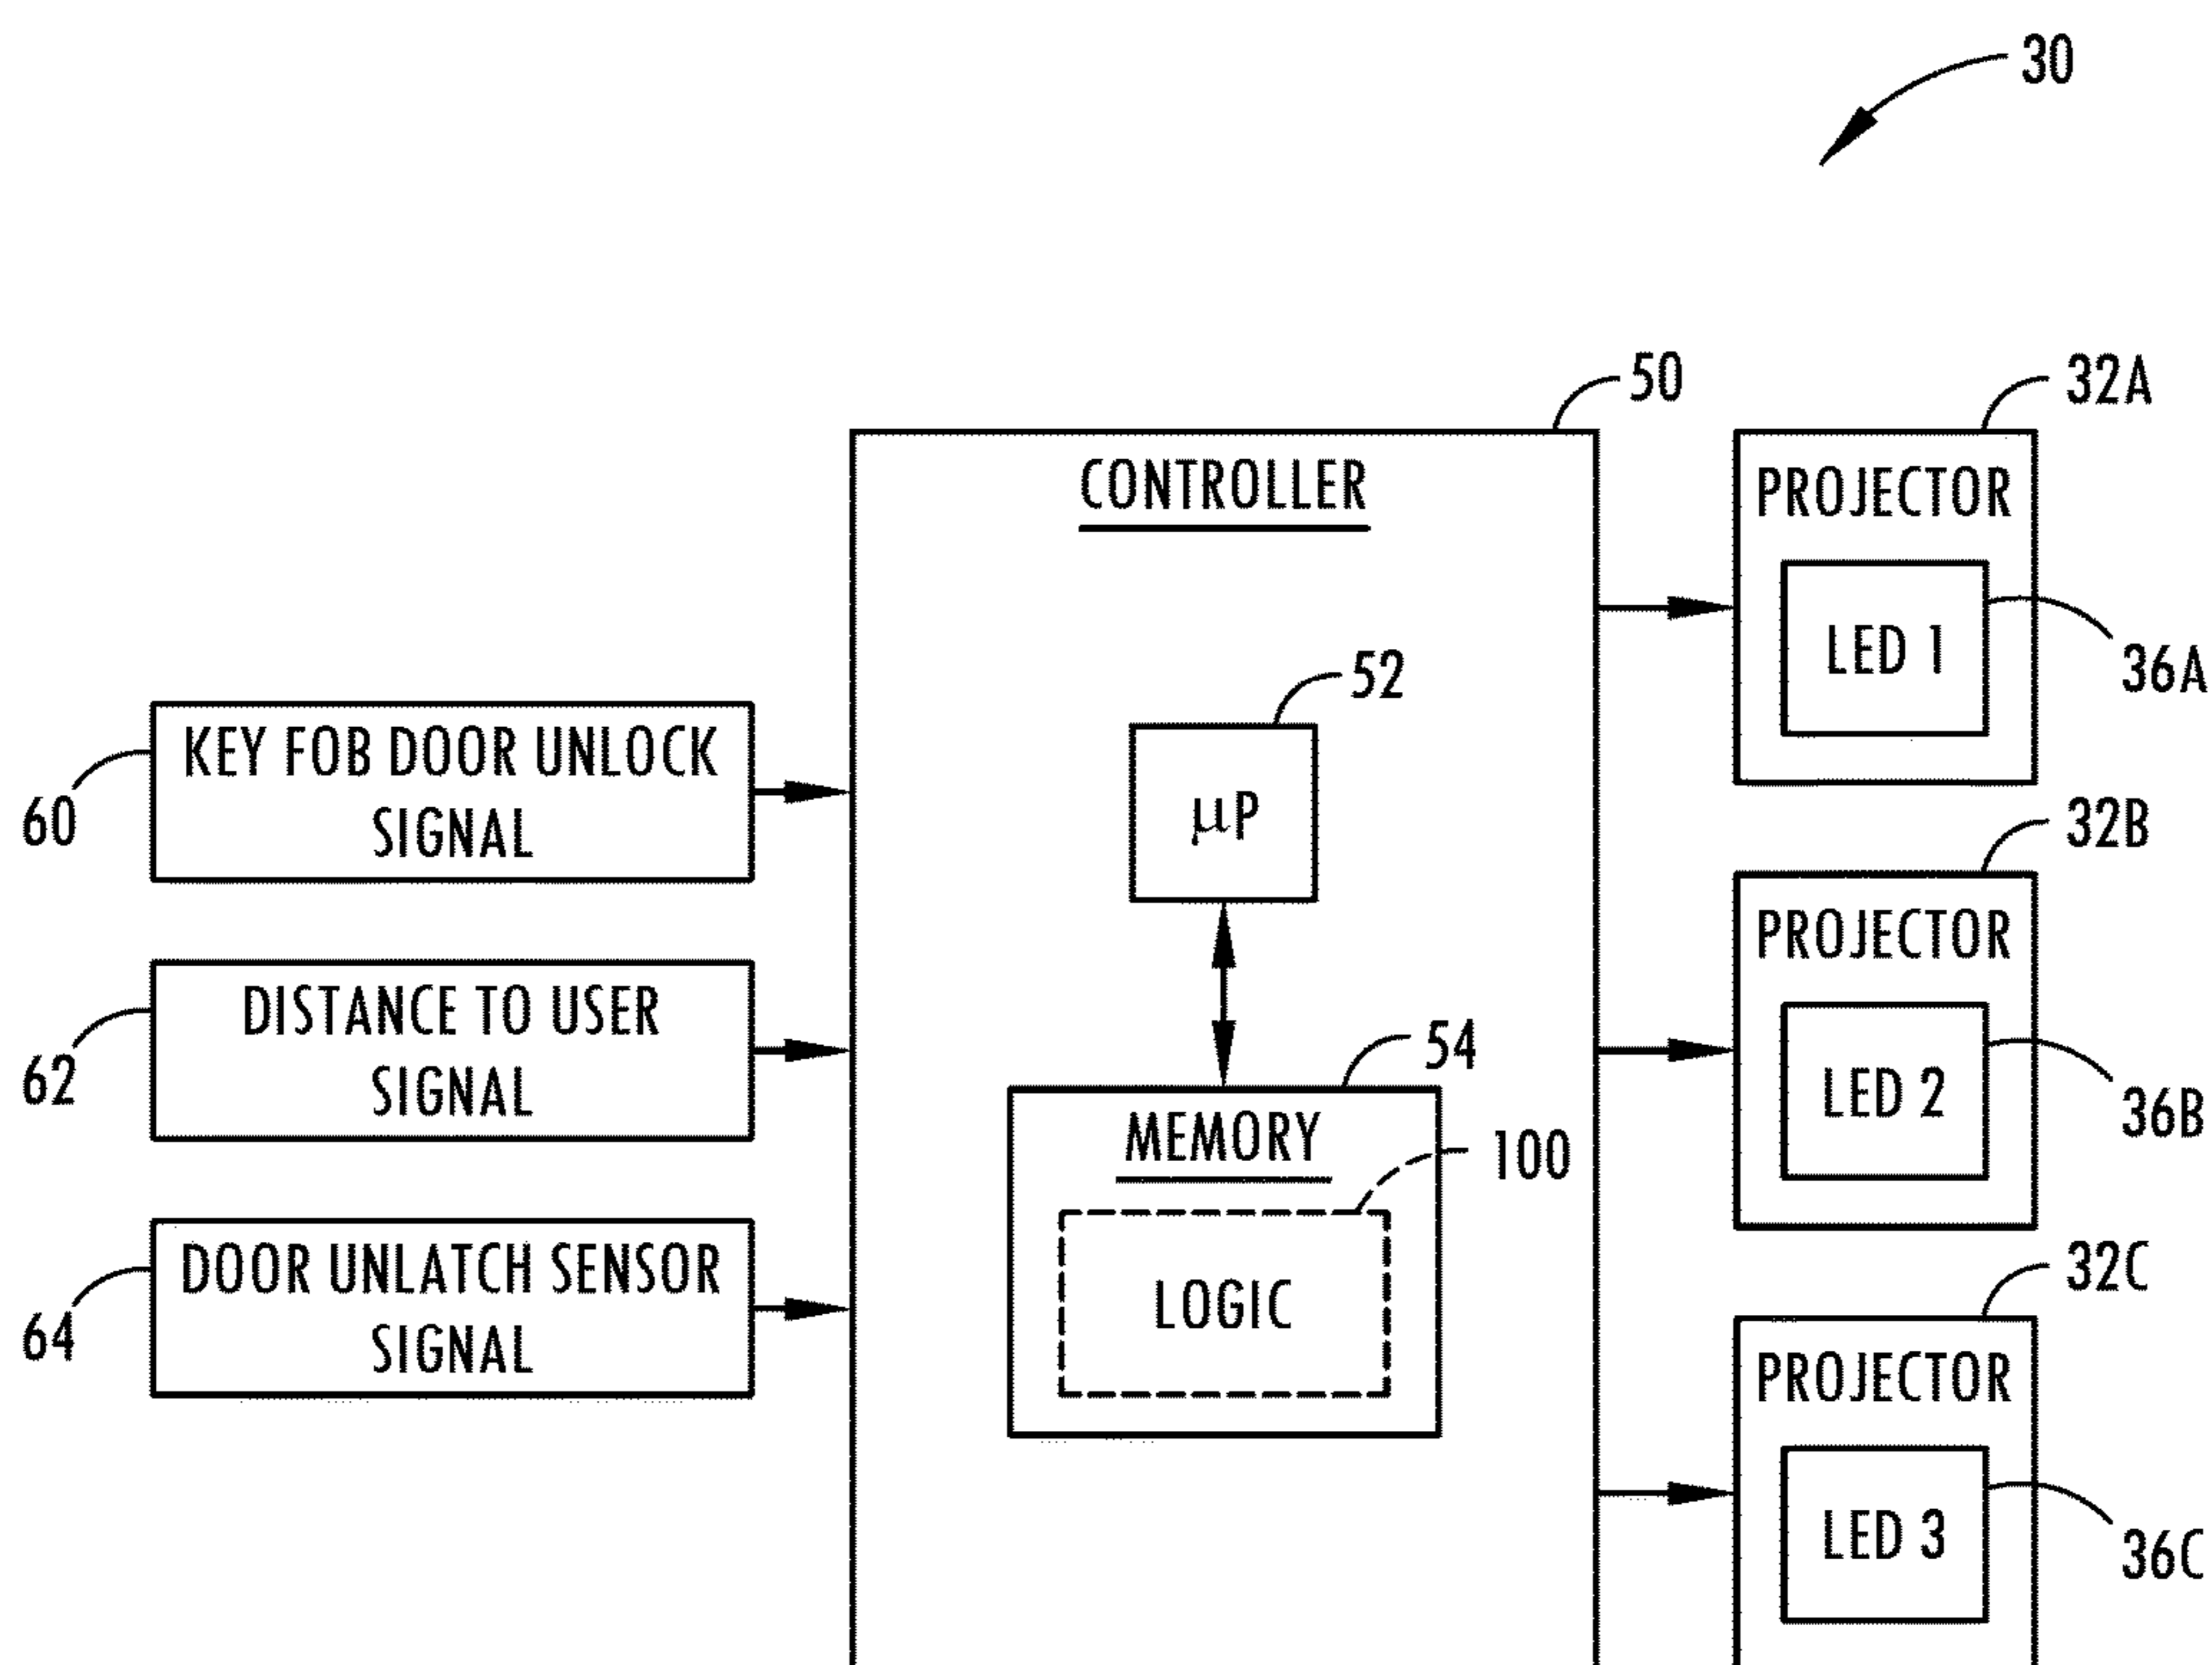 30
50
32A
CONTROLLER
PROJECTOR
LED 1
36A
52
μP
KEY FOB DOOR UNLOCK
SIGNAL
60
32B
PROJECTOR
LED 2
36B
DISTANCE TO USER
SIGNAL
62
54
MEMORY
100
LOGIC
DOOR UNLATCH SENSOR
SIGNAL
64
32C
PROJECTOR
LED 3
36C